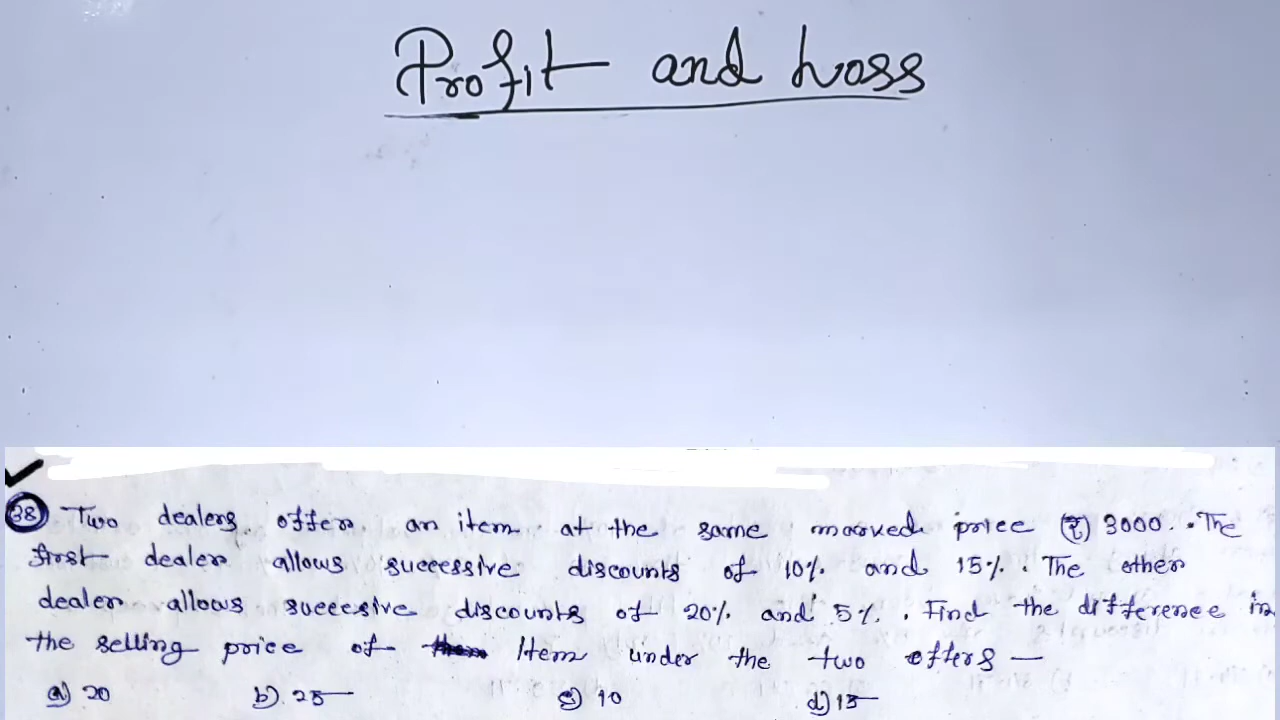 Profit and Loss
38 Two dealers offer an item at the same marked price (₹) 3000. The
first dealer allows successive discounts of 10% and 15%. The other
dealer allows succesive discounts of 20% and 5%. Find the difference in
the selling price of Item under the two offers —
a) 20 b) 25 c) 10 d) 15